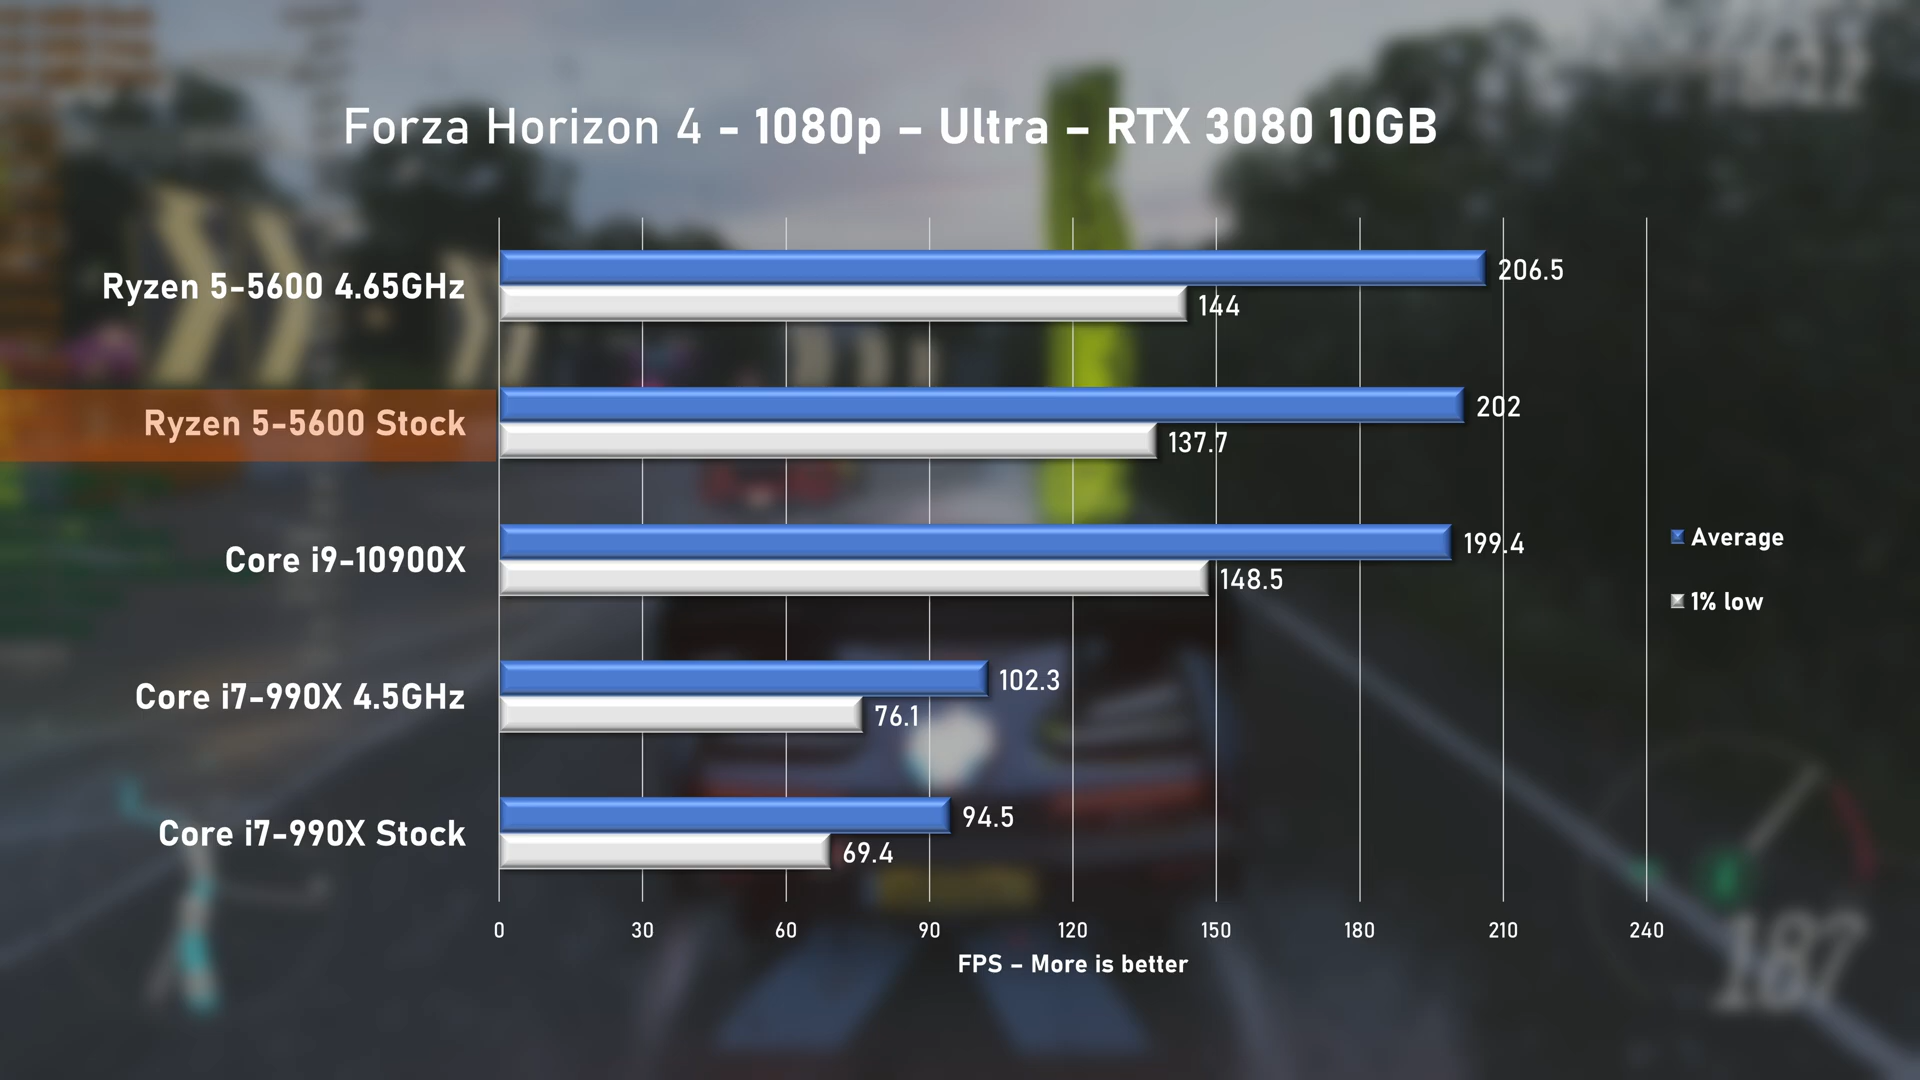 Forza Horizon 4 - 1080p – Ultra – RTX 3080 10GB
Ryzen 5-5600 4.65GHz
206.5
144
Ryzen 5-5600 Stock
202
137.7
Core i9-10900X
199.4
148.5
Core i7-990X 4.5GHz
102.3
76.1
Core i7-990X Stock
94.5
69.4
Average
1% low
0 30 60 90 120 150 180 210 240
FPS – More is better
187